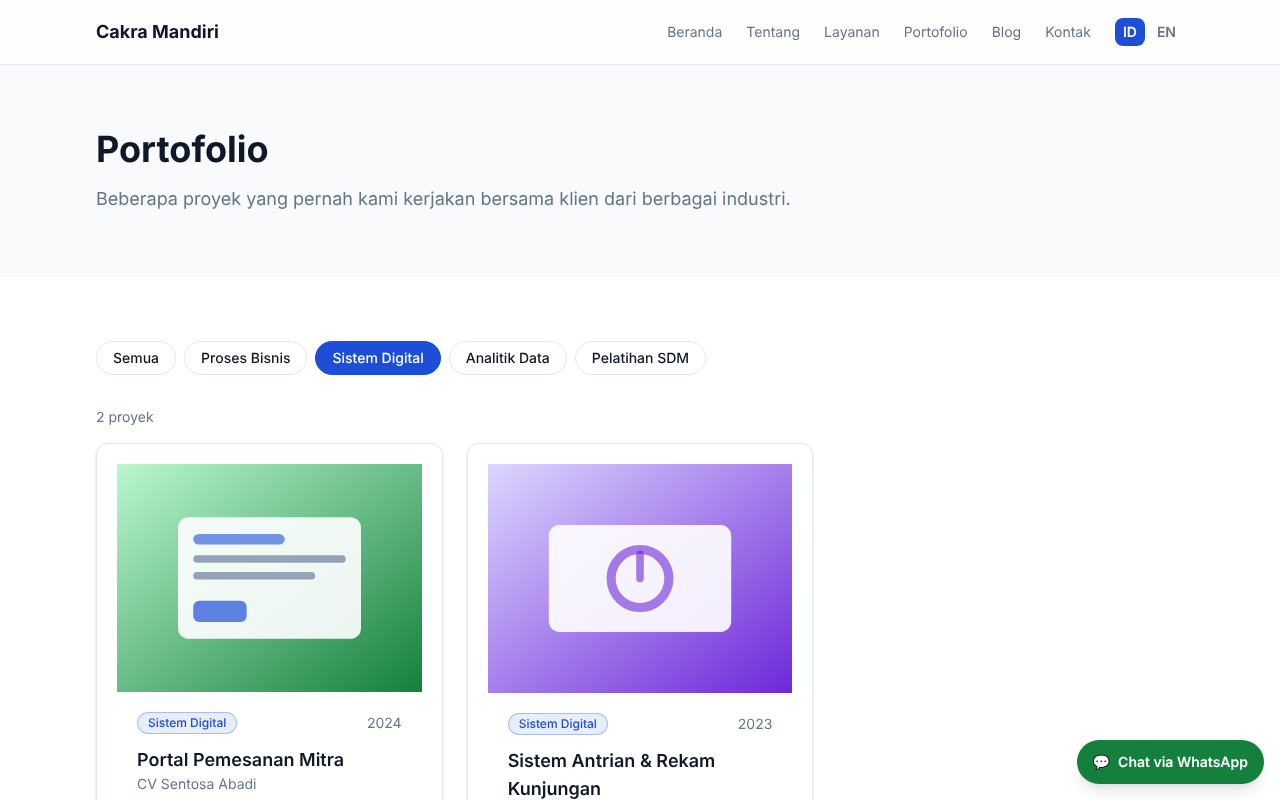 Cakra Mandiri
Beranda
Tentang
Layanan
Portofolio
Blog
Kontak
ID
EN
Portofolio
Beberapa proyek yang pernah kami kerjakan bersama klien dari berbagai industri.
Semua
Proses Bisnis
Sistem Digital
Analitik Data
Pelatihan SDM
2 proyek
Sistem Digital
2024
Portal Pemesanan Mitra
CV Sentosa Abadi
Sistem Digital
2023
Sistem Antrian & Rekam
Kunjungan
Chat via WhatsApp